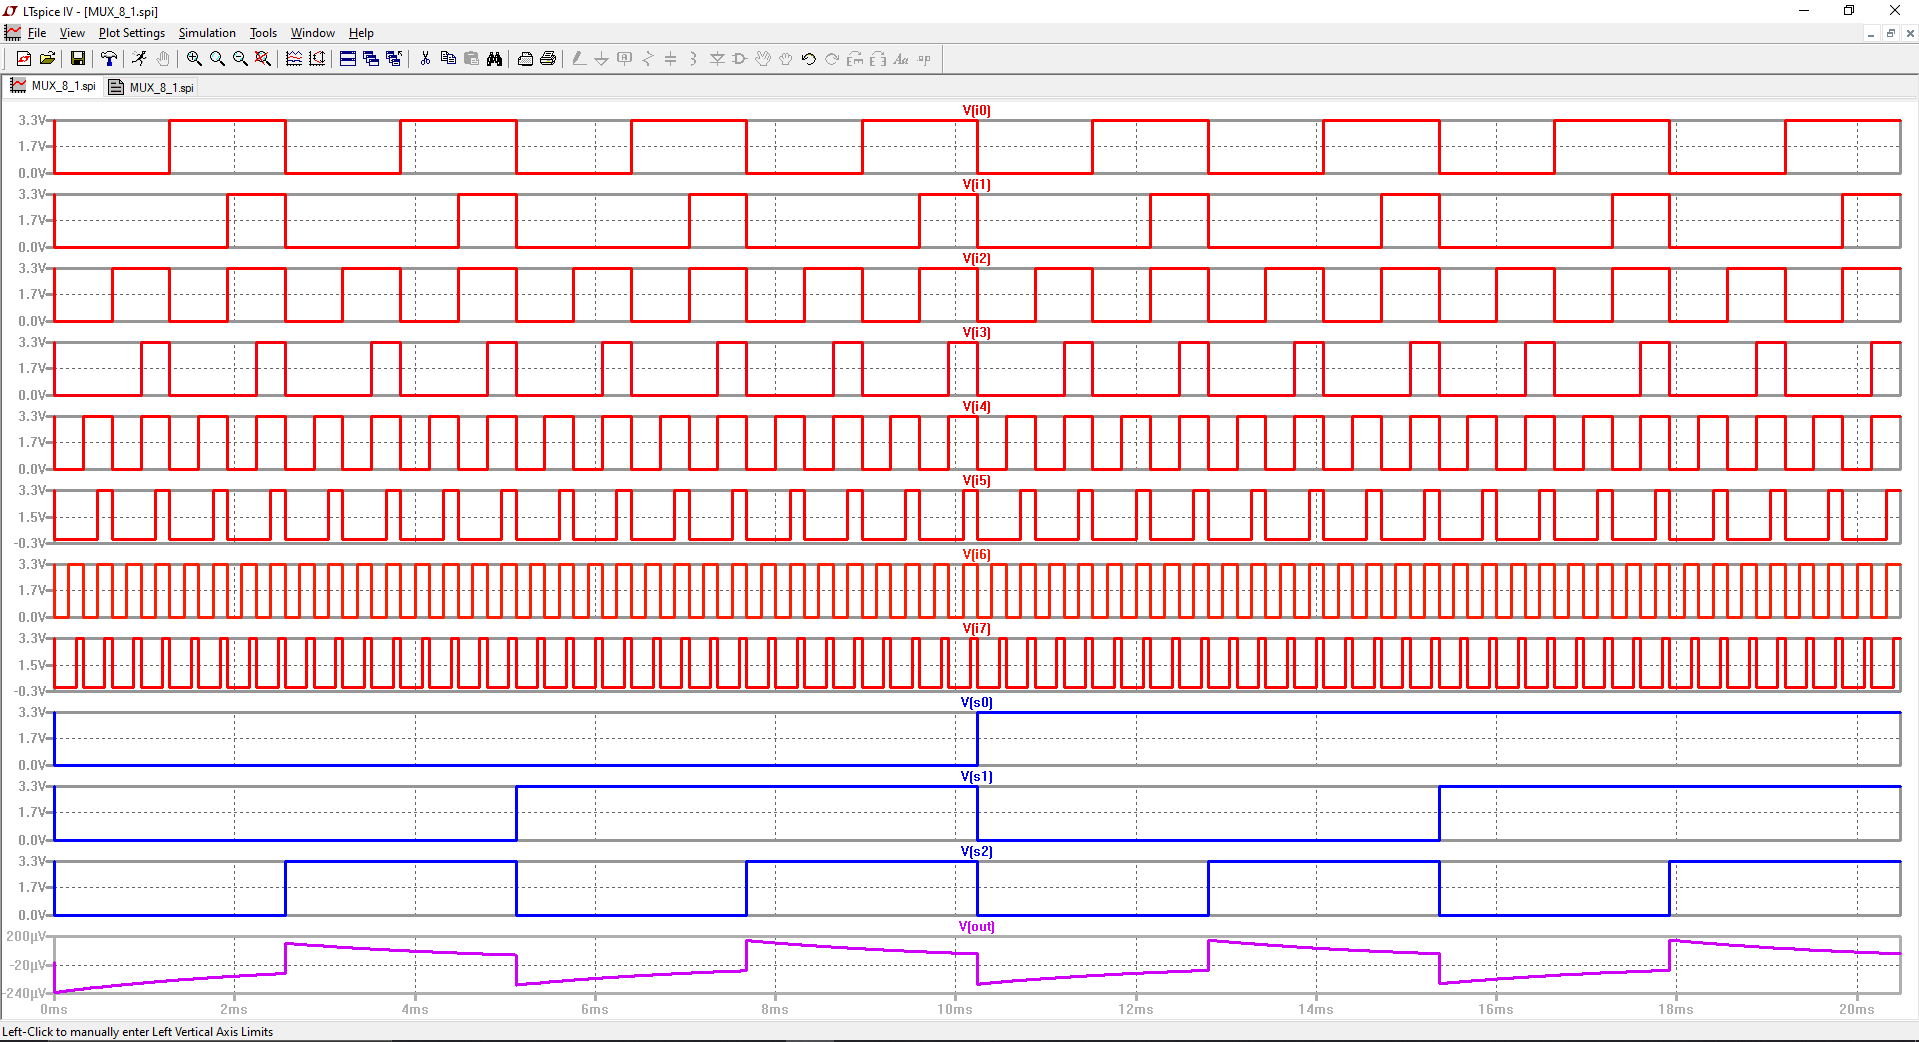 LTspice IV - [MUX_8_1.spi]
File View Plot Settings Simulation Tools Window Help
MUX_8_1.spi MUX_8_1.spi
V(i0)
3.3V
1.7V
0.0V
V(i1)
3.3V
1.7V
0.0V
V(i2)
3.3V
1.7V
0.0V
V(i3)
3.3V
1.7V
0.0V
V(i4)
3.3V
1.7V
0.0V
V(i5)
3.3V
1.5V
-0.3V
V(i6)
3.3V
1.7V
0.0V
V(i7)
3.3V
1.5V
-0.3V
V(s0)
3.3V
1.7V
0.0V
V(s1)
3.3V
1.7V
0.0V
V(s2)
3.3V
1.7V
0.0V
V(out)
200µV
-20µV
-240µV
0ms 2ms 4ms 6ms 8ms 10ms 12ms 14ms 16ms 18ms 20ms
Left-Click to manually enter Left Vertical Axis Limits